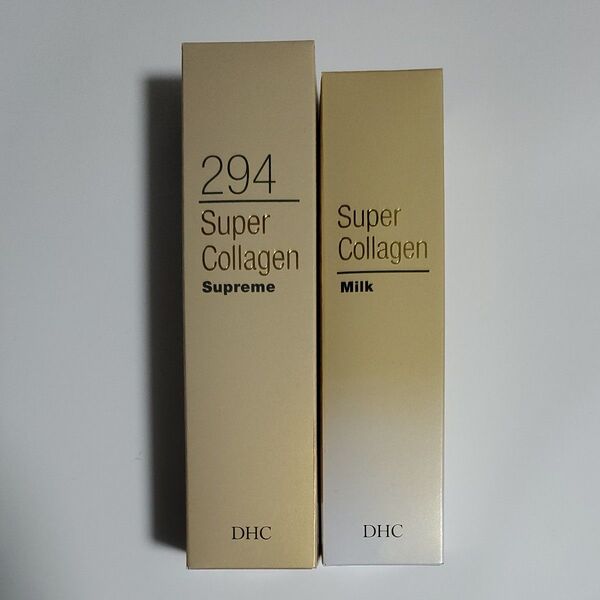 294
Super
Collagen
Supreme
DHC
Super
Collagen
Milk
DHC